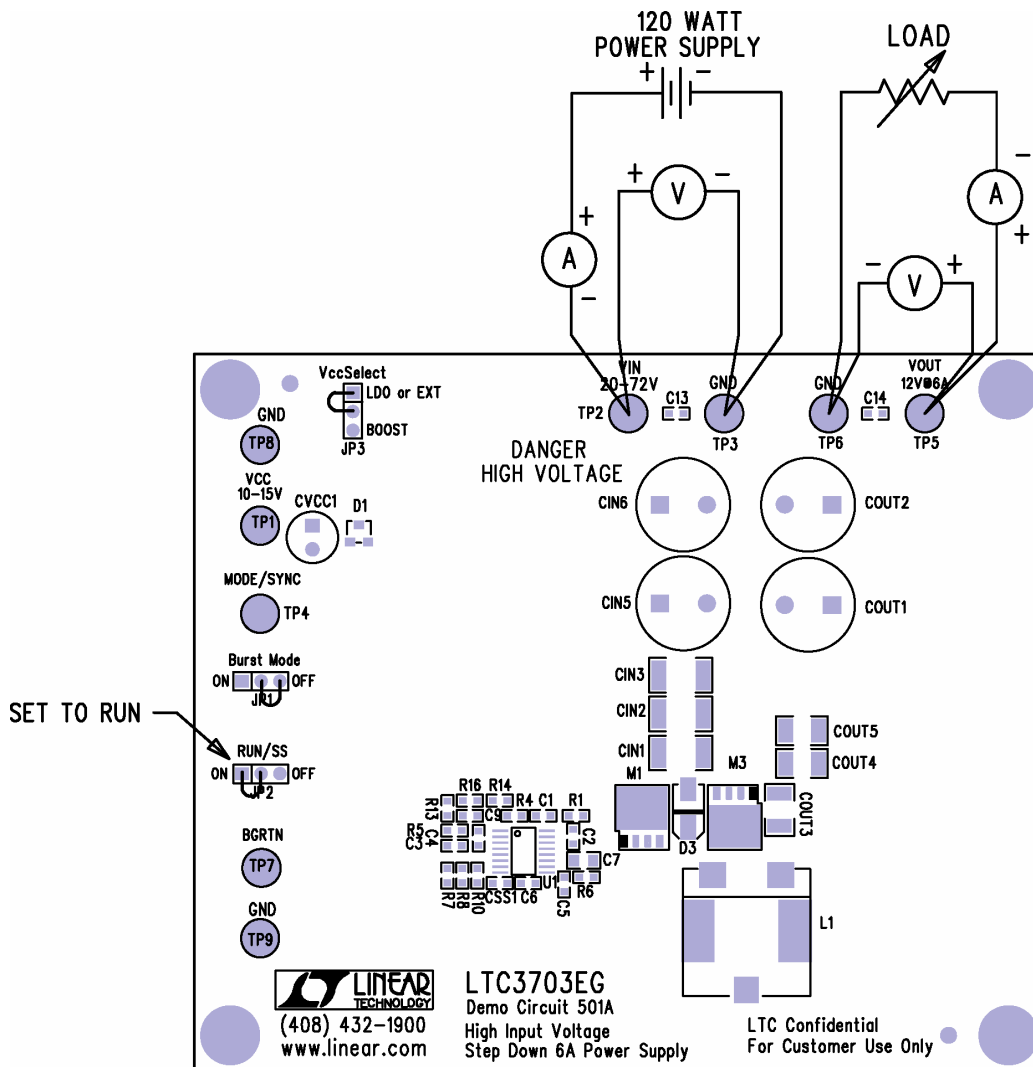 120 WATT
POWER SUPPLY
LOAD
+ -
+ V -
-
A
+
+
A
-
- V +
VccSelect
LDO or EXT
BOOST
JP3
VIN
20-72V
TP2
C13
GND
TP3
GND
TP6
C14
VOUT
12V@6A
TP5
GND
TP8
DANGER
HIGH VOLTAGE
VCC
10-15V
TP1
CVCC1
D1
CIN6
COUT2
MODE/SYNC
TP4
CIN5
COUT1
Burst Mode
ON OFF
JP1
CIN3
SET TO RUN
CIN2
COUT5
RUN/SS
ON OFF
JP2
CIN1
COUT4
M1
M3
COUT3
D3
R16 R14
R13
C9 R4 C1 R1
R5
C3
C4
C2
C7
U1
R6
R7
R8
R10
CSS1 C6
C5
BGRTN
TP7
GND
TP9
L1
LINEAR
TECHNOLOGY
(408) 432-1900
www.linear.com
LTC3703EG
Demo Circuit 501A
High Input Voltage
Step Down 6A Power Supply
LTC Confidential
For Customer Use Only